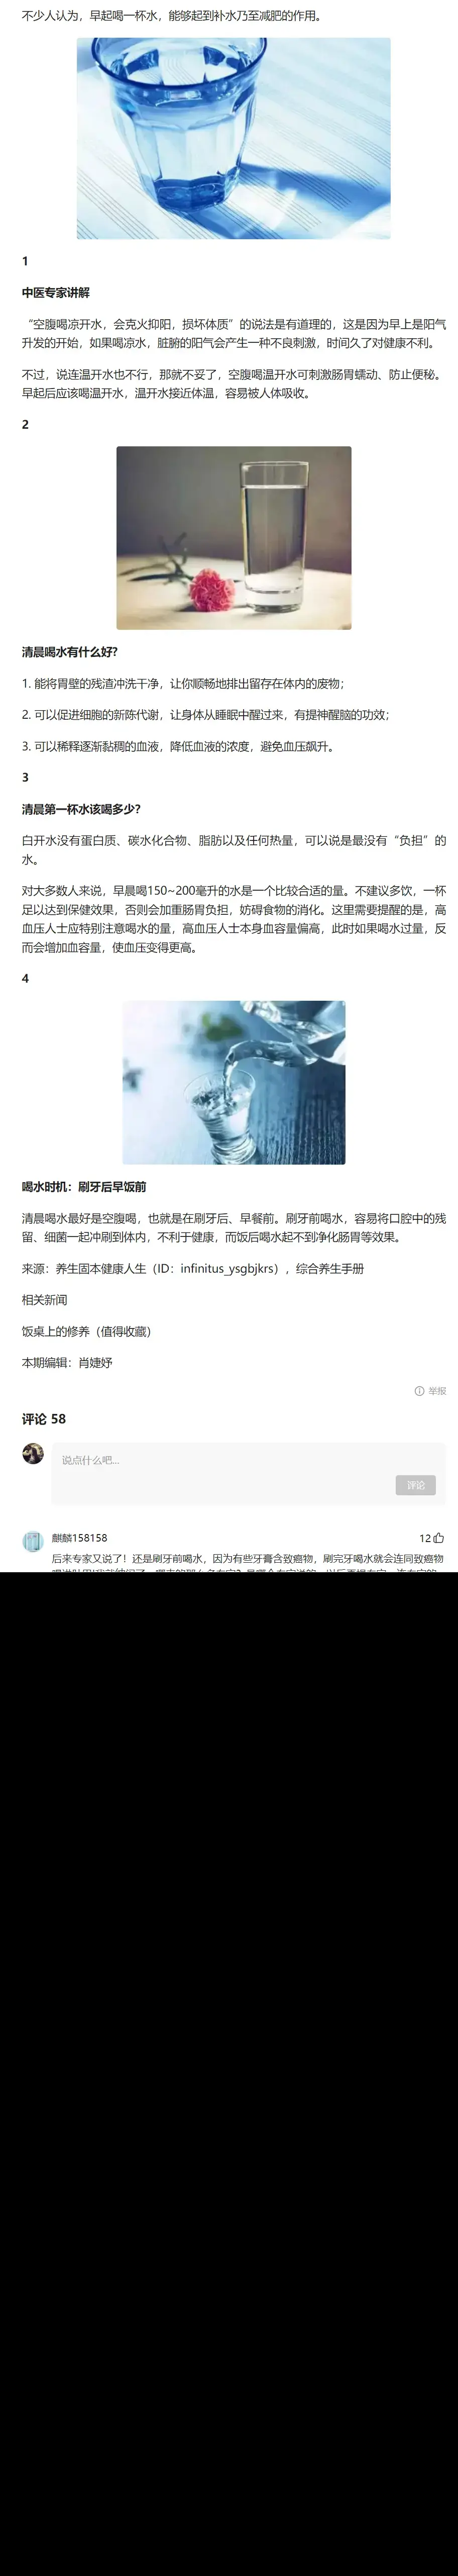 不少人认为，早起喝一杯水，能够起到补水乃至减肥的作用。
1
中医专家讲解
“空腹喝凉开水，会克火抑阳，损坏体质”的说法是有道理的，这是因为早上是阳气
升发的开始，如果喝凉水，脏腑的阳气会产生一种不良刺激，时间久了对健康不利。
不过，说连温开水也不行，那就不妥了，空腹喝温开水可刺激肠胃蠕动、防止便秘。
早起后应该喝温开水，温开水接近体温，容易被人体吸收。
2
清晨喝水有什么好?
1. 能将胃壁的残渣冲洗干净，让你顺畅地排出留存在体内的废物；
2. 可以促进细胞的新陈代谢，让身体从睡眠中醒过来，有提神醒脑的功效；
3. 可以稀释逐渐黏稠的血液，降低血液的浓度，避免血压飙升。
3
清晨第一杯水该喝多少?
白开水没有蛋白质、碳水化合物、脂肪以及任何热量，可以说是最没有“负担”的
水。
对大多数人来说，早晨喝150~200毫升的水是一个比较合适的量。不建议多饮，一杯
足以达到保健效果，否则会加重肠胃负担，妨碍食物的消化。这里需要提醒的是，高
血压人士应特别注意喝水的量，高血压人士本身血容量偏高，此时如果喝水过量，反
而会增加血容量，使血压变得更高。
4
喝水时机：刷牙后早饭前
清晨喝水最好是空腹喝，也就是在刷牙后、早餐前。刷牙前喝水，容易将口腔中的残
留、细菌一起冲刷到体内，不利于健康，而饭后喝水起不到净化肠胃等效果。
来源：养生固本健康人生（ID：infinitus_ysgbjkrs），综合养生手册
相关新闻
饭桌上的修养（值得收藏）
本期编辑：肖婕妤
举报
评论 58
说点什么吧...
评论
麒麟158158
12
后来专家又说了！还是刷牙前喝水，因为有些牙膏含致癌物，刷完牙喝水就会连同致癌物